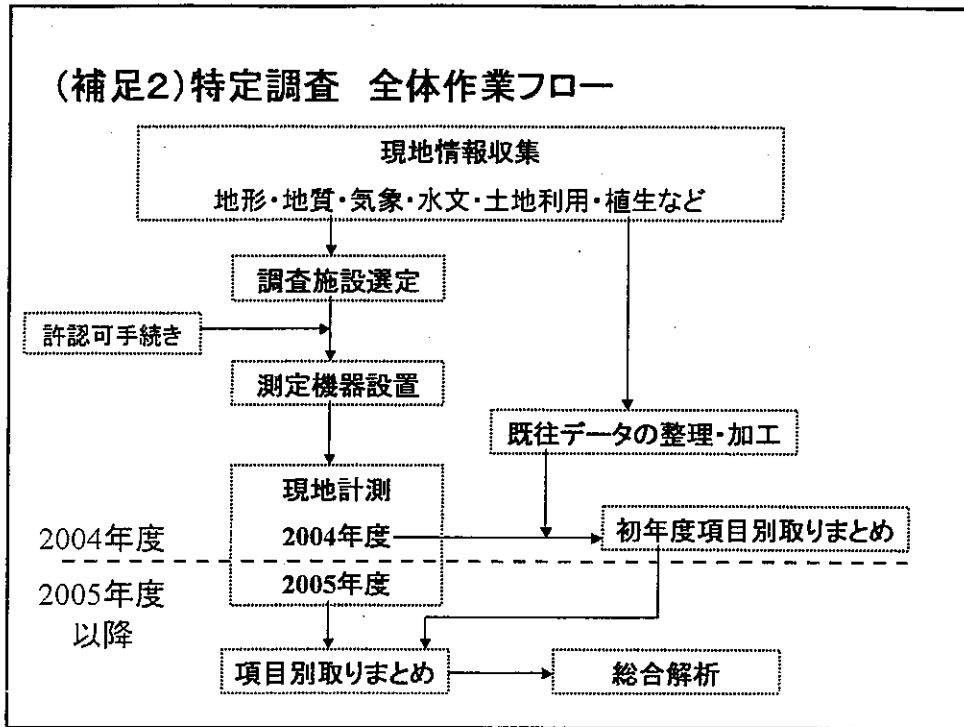 (補足2)特定調査 全体作業フロー
現地情報収集
地形・地質・気象・水文・土地利用・植生など
調査施設選定
許認可手続き
測定機器設置
既往データの整理・加工
現地計測
2004年度
2004年度
初年度項目別取りまとめ
2005年度
2005年度
以降
項目別取りまとめ
総合解析